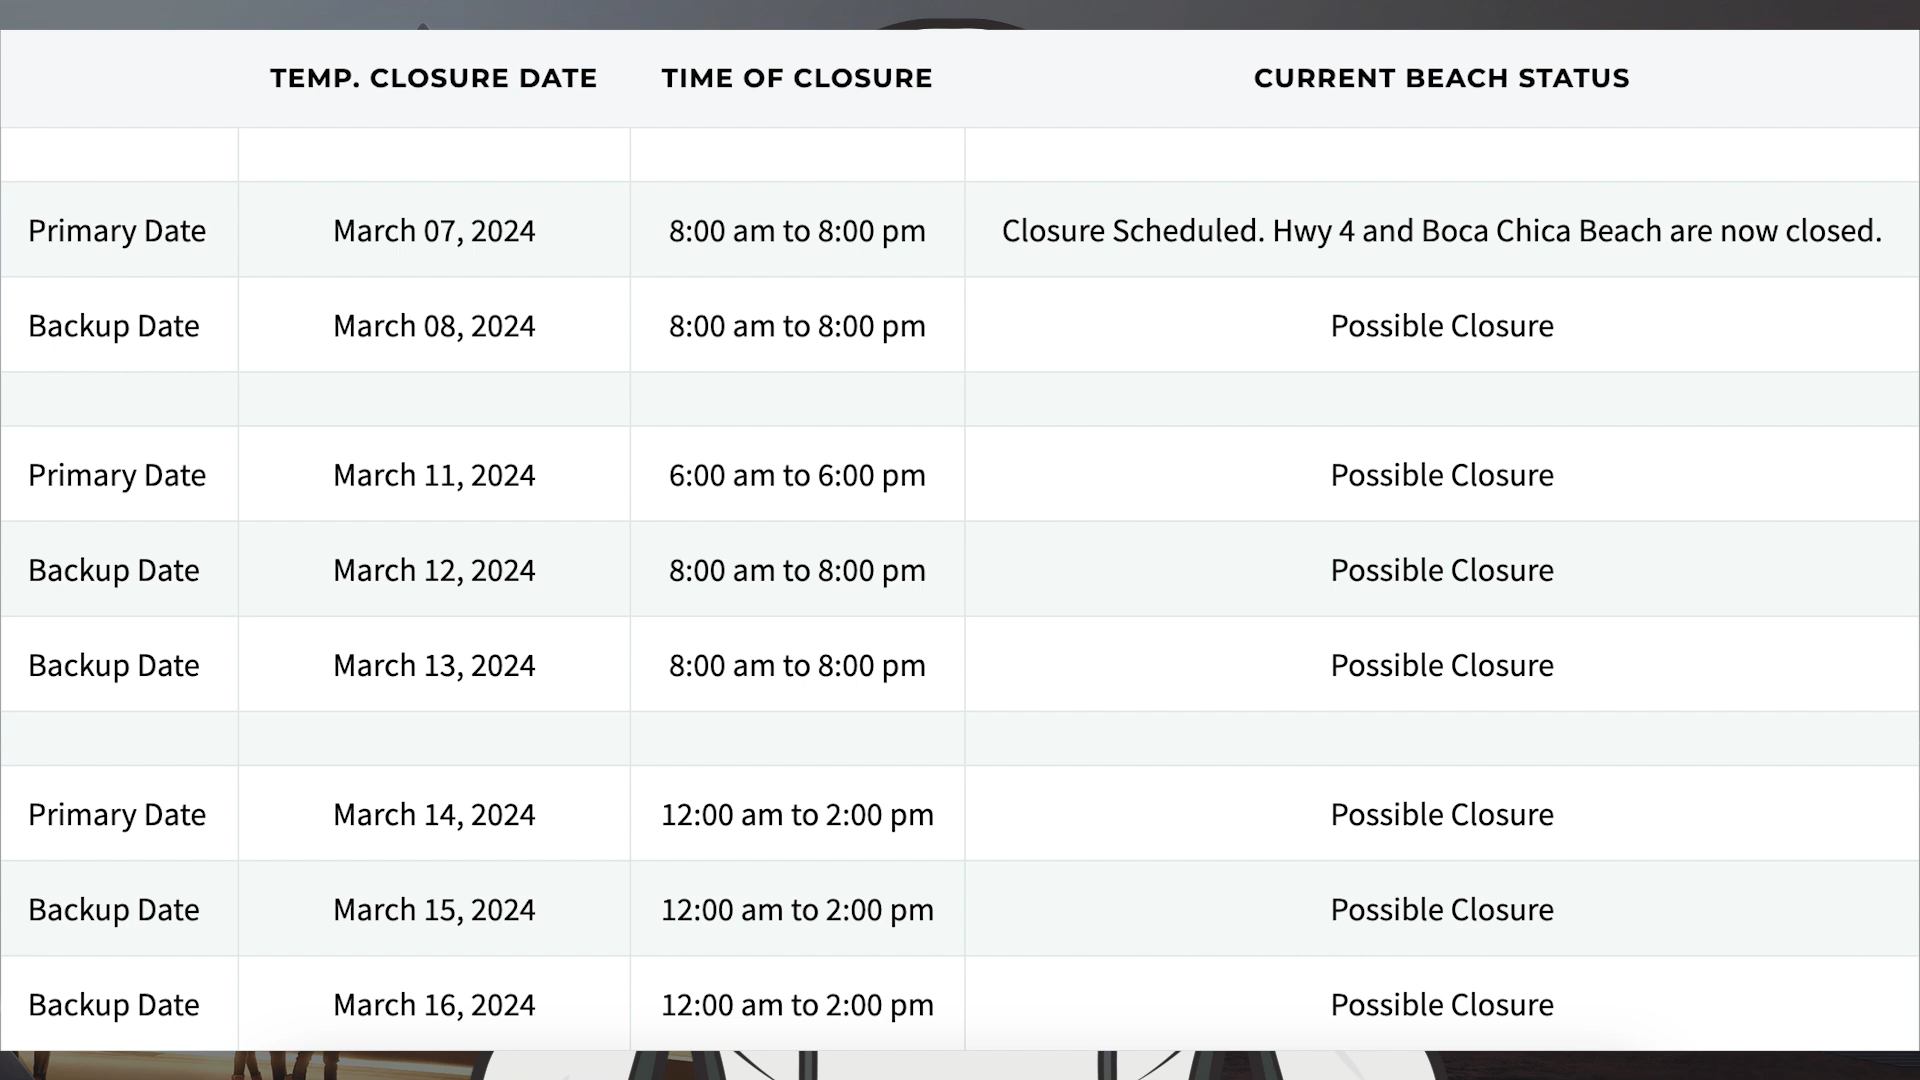 TEMP. CLOSURE DATE TIME OF CLOSURE CURRENT BEACH STATUS
Primary Date March 07, 2024 8:00 am to 8:00 pm Closure Scheduled. Hwy 4 and Boca Chica Beach are now closed.
Backup Date March 08, 2024 8:00 am to 8:00 pm Possible Closure
Primary Date March 11, 2024 6:00 am to 6:00 pm Possible Closure
Backup Date March 12, 2024 8:00 am to 8:00 pm Possible Closure
Backup Date March 13, 2024 8:00 am to 8:00 pm Possible Closure
Primary Date March 14, 2024 12:00 am to 2:00 pm Possible Closure
Backup Date March 15, 2024 12:00 am to 2:00 pm Possible Closure
Backup Date March 16, 2024 12:00 am to 2:00 pm Possible Closure